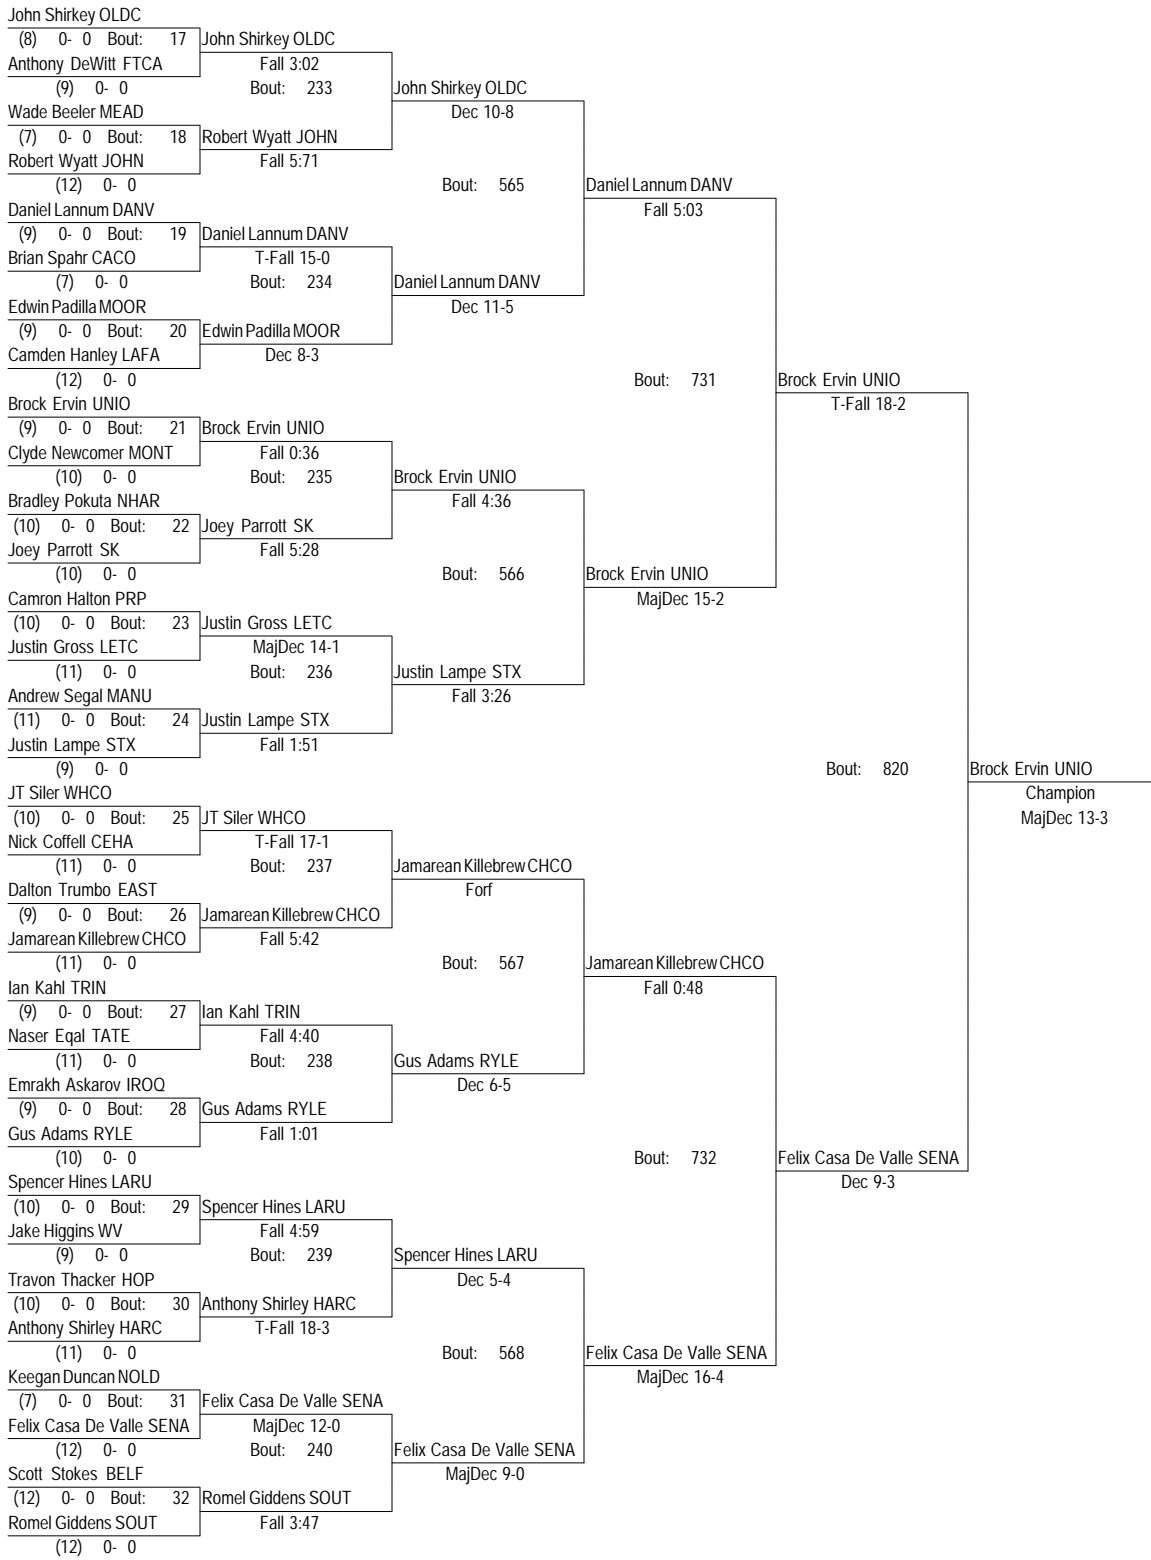 John Shirkey OLDC
(8) 0- 0 Bout: 17 John Shirkey OLDC
Anthony DeWitt FTCA Fall 3:02
(9) 0- 0 Bout: 233 John Shirkey OLDC
Wade Beeler MEAD Dec 10-8
(7) 0- 0 Bout: 18 Robert Wyatt JOHN
Robert Wyatt JOHN Fall 5:71
(12) 0- 0 Bout: 565 Daniel Lannum DANV
Daniel Lannum DANV Fall 5:03
(9) 0- 0 Bout: 19 Daniel Lannum DANV
Brian Spahr CACO T-Fall 15-0
(7) 0- 0 Bout: 234 Daniel Lannum DANV
Edwin Padilla MOOR Dec 11-5
(9) 0- 0 Bout: 20 Edwin Padilla MOOR
Camden Hanley LAFA Dec 8-3
(12) 0- 0 Bout: 731 Brock Ervin UNIO
Brock Ervin UNIO T-Fall 18-2
(9) 0- 0 Bout: 21 Brock Ervin UNIO
Clyde Newcomer MONT Fall 0:36
(10) 0- 0 Bout: 235 Brock Ervin UNIO
Bradley Pokuta NHAR Fall 4:36
(10) 0- 0 Bout: 22 Joey Parrott SK
Joey Parrott SK Fall 5:28
(10) 0- 0 Bout: 566 Brock Ervin UNIO
Camron Halton PRP MajDec 15-2
(10) 0- 0 Bout: 23 Justin Gross LETC
Justin Gross LETC MajDec 14-1
(11) 0- 0 Bout: 236 Justin Lampe STX
Andrew Segal MANU Fall 3:26
(11) 0- 0 Bout: 24 Justin Lampe STX
Justin Lampe STX Fall 1:51
(9) 0- 0 Bout: 820 Brock Ervin UNIO
JT Siler WHCO Champion
(10) 0- 0 Bout: 25 JT Siler WHCO MajDec 13-3
Nick Coffell CEHA T-Fall 17-1
(11) 0- 0 Bout: 237 Jamarean Killebrew CHCO
Dalton Trumbo EAST Forf
(9) 0- 0 Bout: 26 Jamarean Killebrew CHCO
Jamarean Killebrew CHCO Fall 5:42
(11) 0- 0 Bout: 567 Jamarean Killebrew CHCO
Ian Kahl TRIN Fall 0:48
(9) 0- 0 Bout: 27 Ian Kahl TRIN
Naser Eqal TATE Fall 4:40
(11) 0- 0 Bout: 238 Gus Adams RYLE
Emrakh Askarov IROQ Dec 6-5
(9) 0- 0 Bout: 28 Gus Adams RYLE
Gus Adams RYLE Fall 1:01
(10) 0- 0 Bout: 732 Felix Casa De Valle SENA
Spencer Hines LARU Dec 9-3
(10) 0- 0 Bout: 29 Spencer Hines LARU
Jake Higgins WV Fall 4:59
(9) 0- 0 Bout: 239 Spencer Hines LARU
Travon Thacker HOP Dec 5-4
(10) 0- 0 Bout: 30 Anthony Shirley HARC
Anthony Shirley HARC T-Fall 18-3
(11) 0- 0 Bout: 568 Felix Casa De Valle SENA
Keegan Duncan NOLD MajDec 16-4
(7) 0- 0 Bout: 31 Felix Casa De Valle SENA
Felix Casa De Valle SENA MajDec 12-0
(12) 0- 0 Bout: 240 Felix Casa De Valle SENA
Scott Stokes BELF MajDec 9-0
(12) 0- 0 Bout: 32 Romel Giddens SOUT
Romel Giddens SOUT Fall 3:47
(12) 0- 0